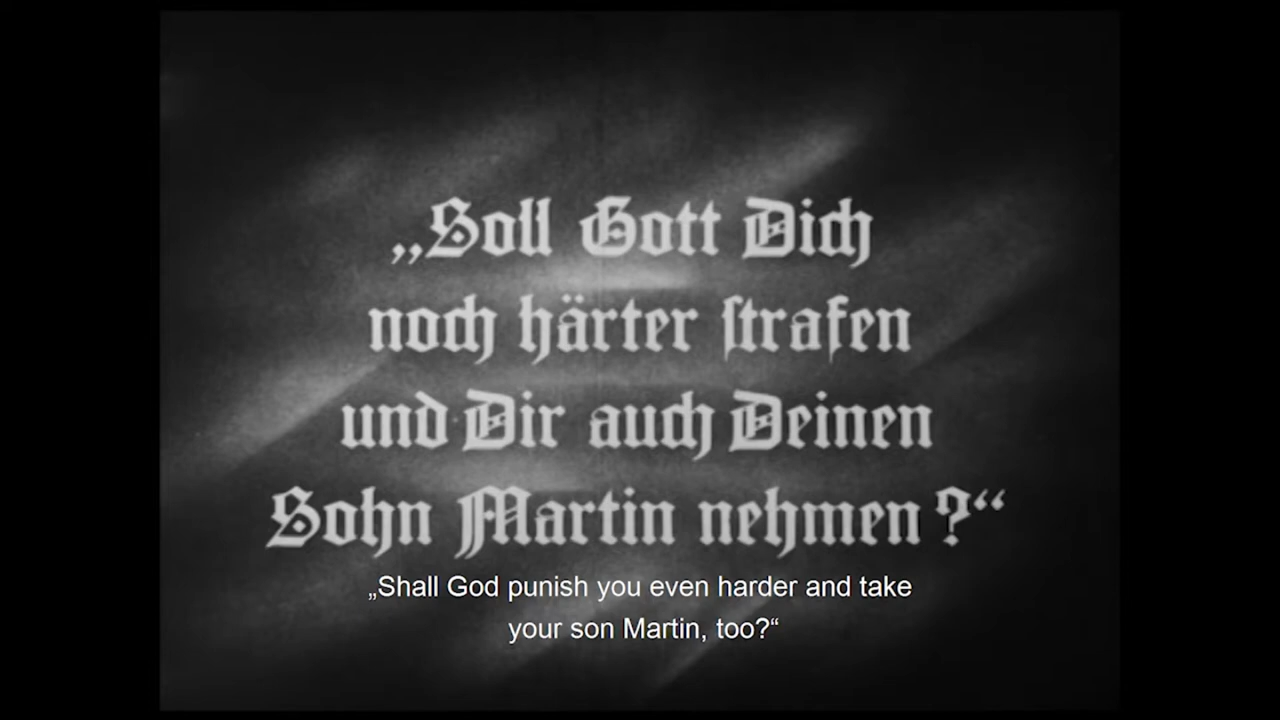 „Soll Gott Dich
noch härter ſtrafen
und Dir auch Deinen
Sohn Martin nehmen?“
„Shall God punish you even harder and take
your son Martin, too?“